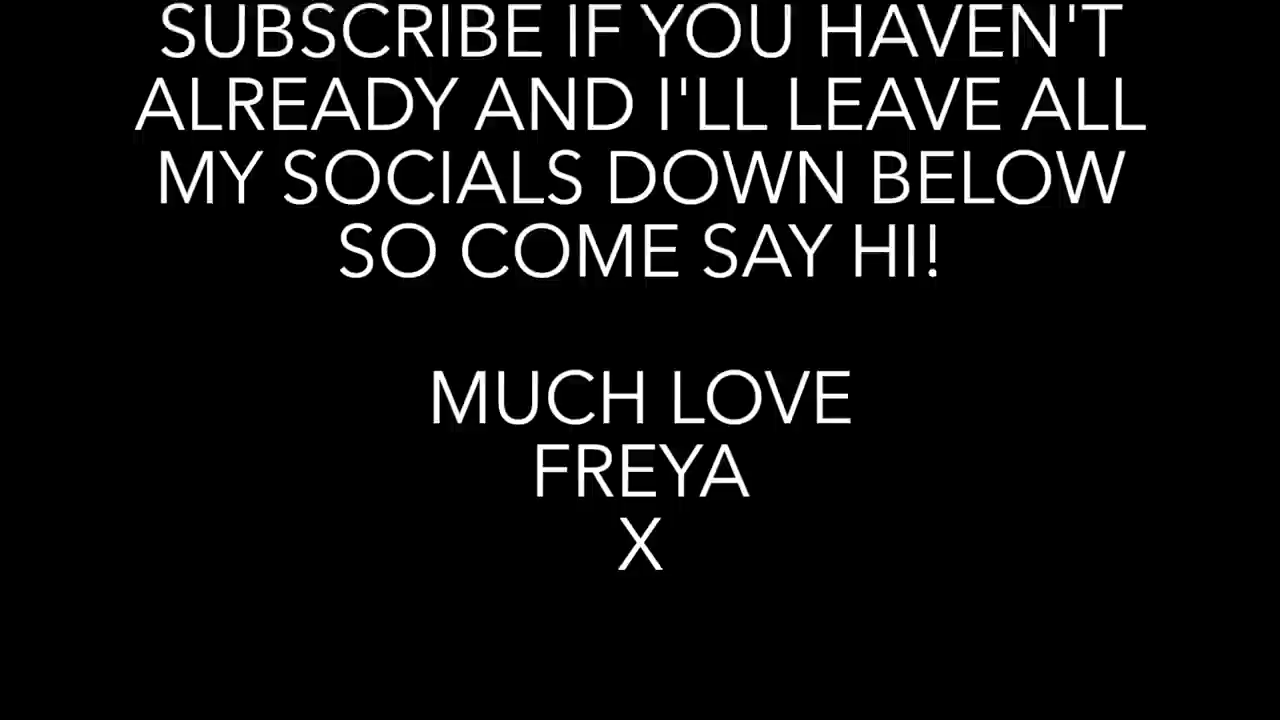 SUBSCRIBE IF YOU HAVEN'T
ALREADY AND I'LL LEAVE ALL
MY SOCIALS DOWN BELOW
SO COME SAY HI!
MUCH LOVE
FREYA
X